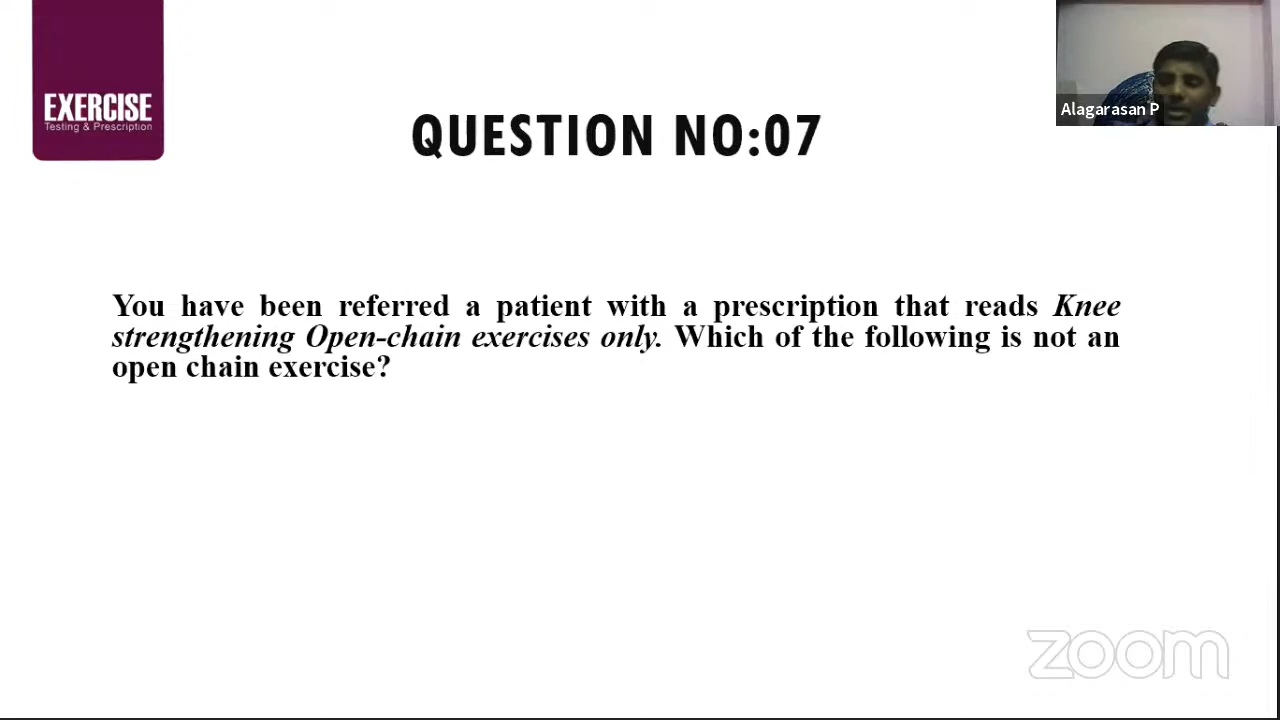 EXERCISE
Testing & Prescription
Alagarasan P
QUESTION NO:07
You have been referred a patient with a prescription that reads Knee
strengthening Open-chain exercises only. Which of the following is not an
open chain exercise?
zoom